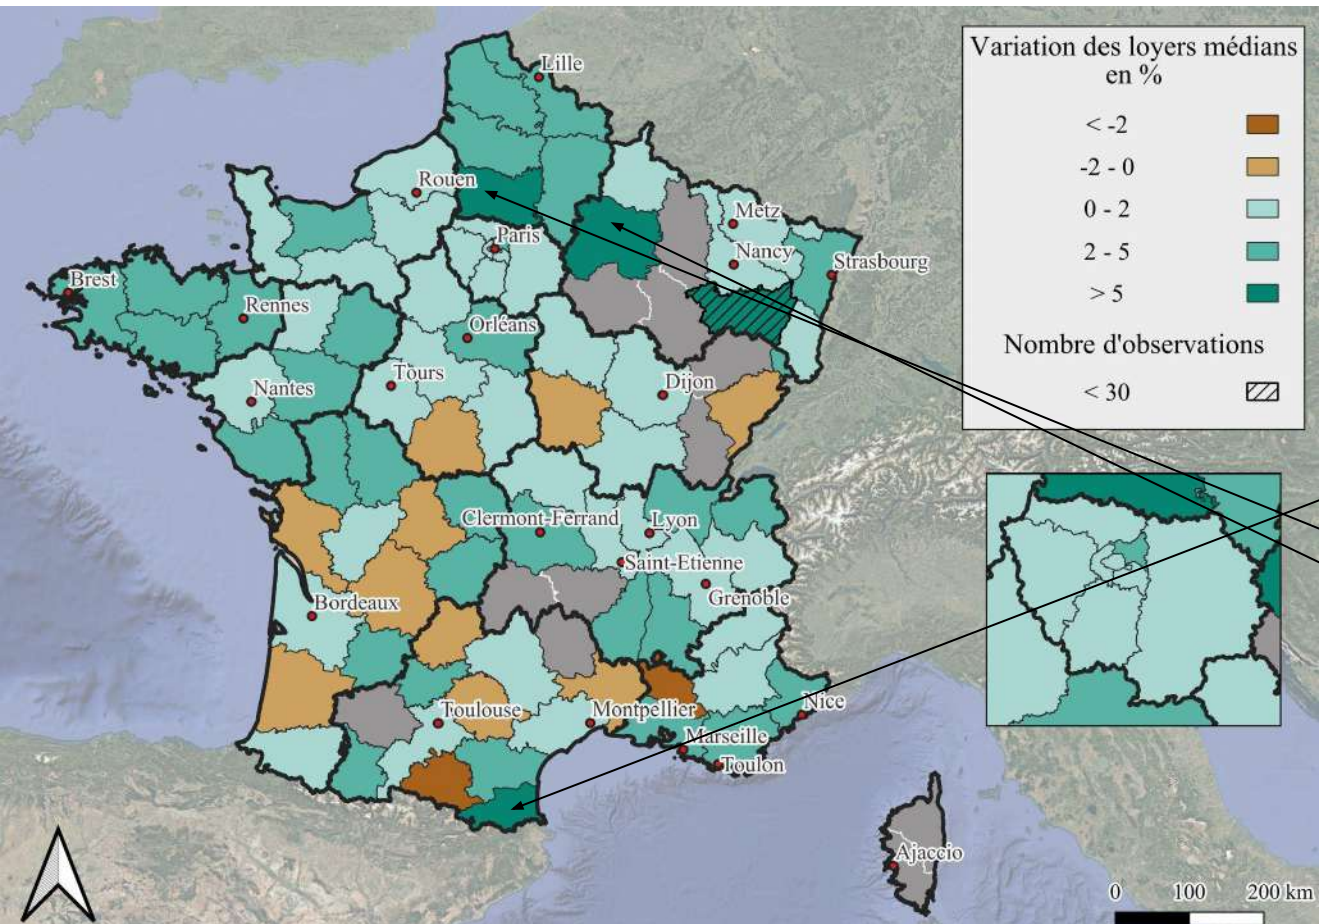 Variation des loyers médians
en %
< -2
-2 - 0
0 - 2
2 - 5
> 5
Nombre d'observations
< 30
Lille
Rouen
Metz
Paris
Nancy
Strasbourg
Brest
Rennes
Orléans
Tours
Nantes
Dijon
Clermont-Ferrand
Lyon
Saint-Etienne
Grenoble
Bordeaux
Toulouse
Montpellier
Nice
Marseille
Toulon
Ajaccio
0 100 200 km